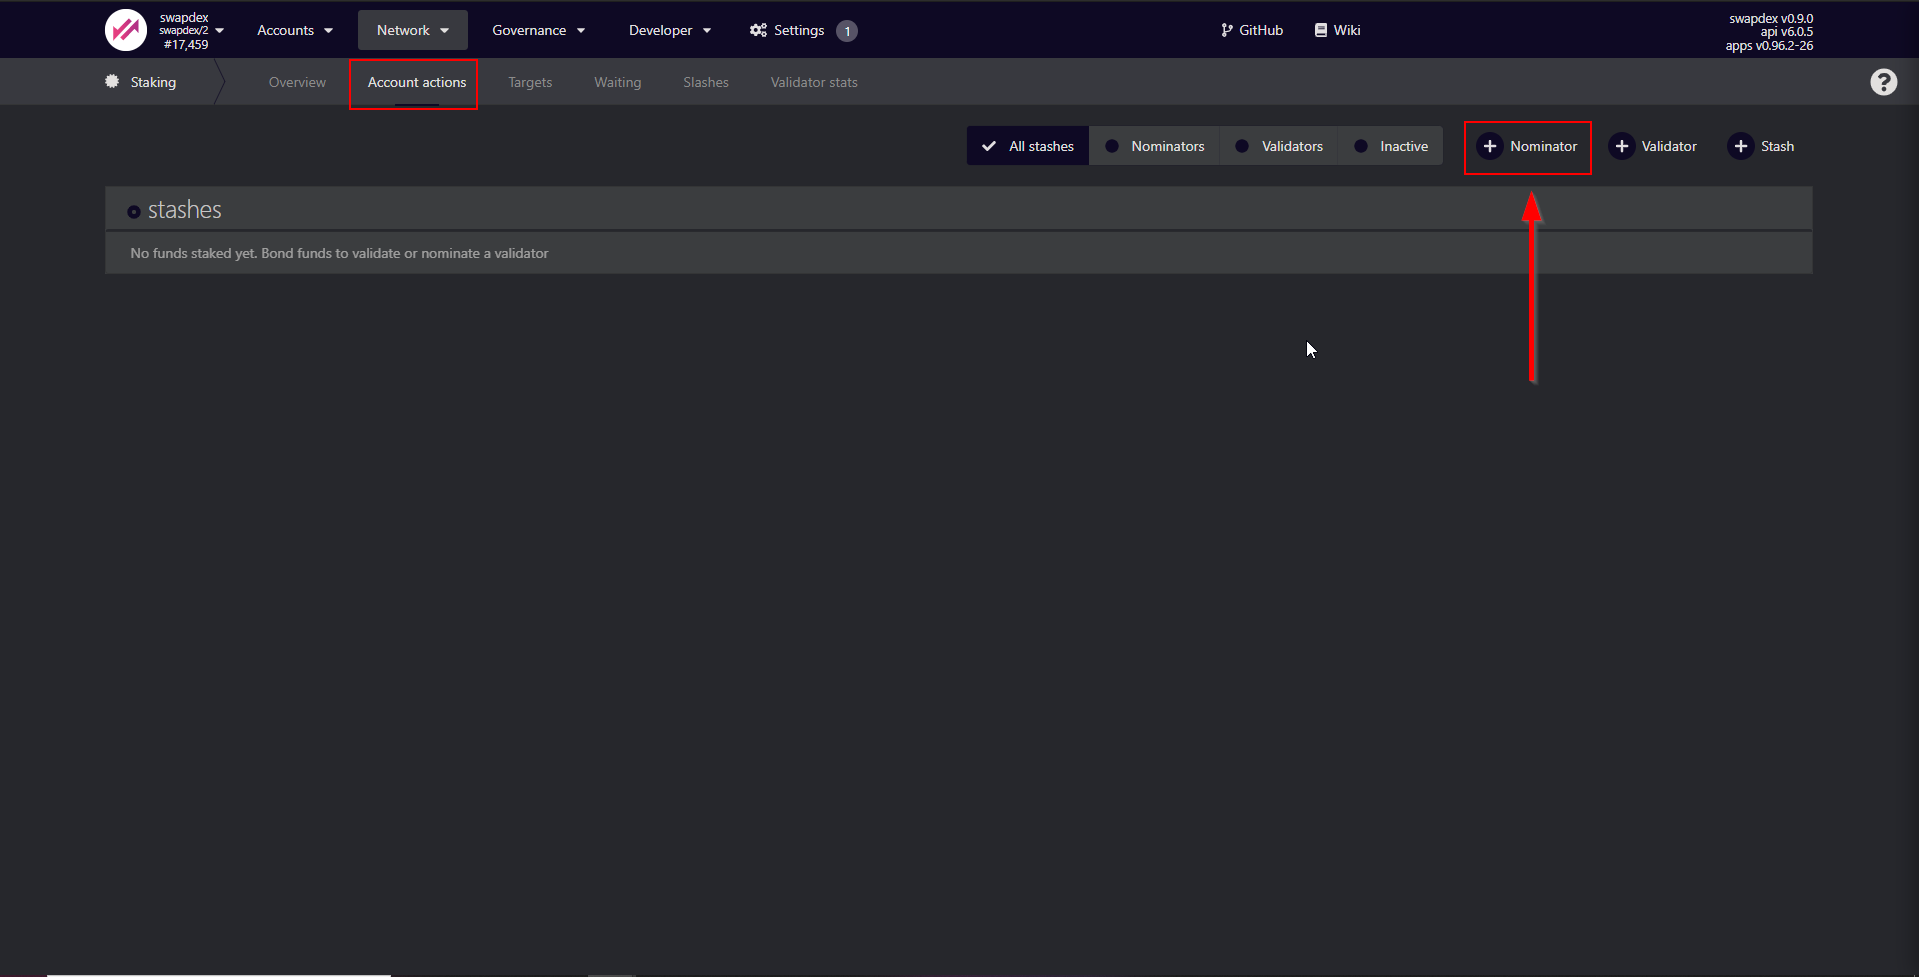 swapdex
swapdex/2
#17,459
Accounts
Network
Governance
Developer
Settings
1
GitHub
Wiki
swapdex v0.9.0
api v6.0.5
apps v0.96.2-26
Staking
Overview
Account actions
Targets
Waiting
Slashes
Validator stats
?
All stashes
Nominators
Validators
Inactive
Nominator
Validator
Stash
stashes
No funds staked yet. Bond funds to validate or nominate a validator